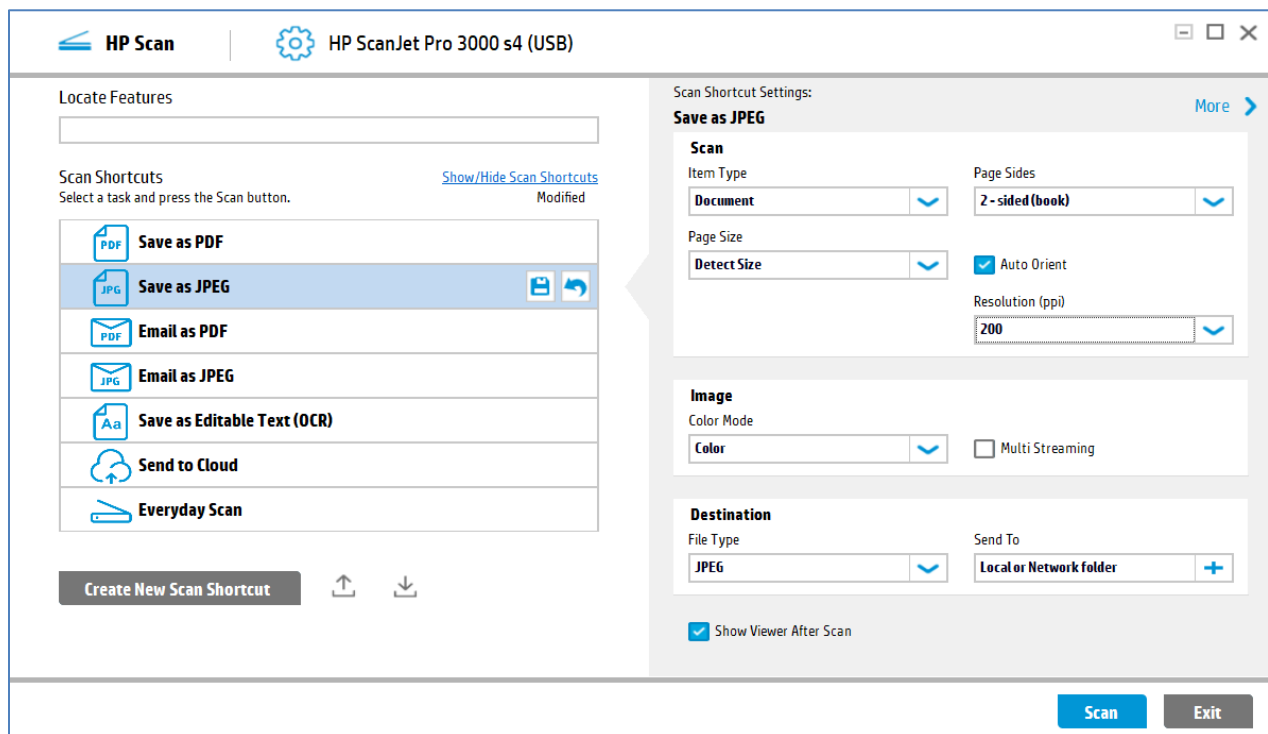 HP Scan
HP ScanJet Pro 3000 s4 (USB)
Locate Features
Scan Shortcuts
Show/Hide Scan Shortcuts
Select a task and press the Scan button.
Modified
PDF
Save as PDF
JPG
Save as JPEG
PDF
Email as PDF
JPG
Email as JPEG
Aa
Save as Editable Text (OCR)
Send to Cloud
Everyday Scan
Create New Scan Shortcut
Scan Shortcut Settings:
More
Save as JPEG
Scan
Item Type
Page Sides
Document
2 - sided (book)
Page Size
Detect Size
Auto Orient
Resolution (ppi)
200
Image
Color Mode
Color
Multi Streaming
Destination
File Type
Send To
JPEG
Local or Network folder
Show Viewer After Scan
Scan
Exit